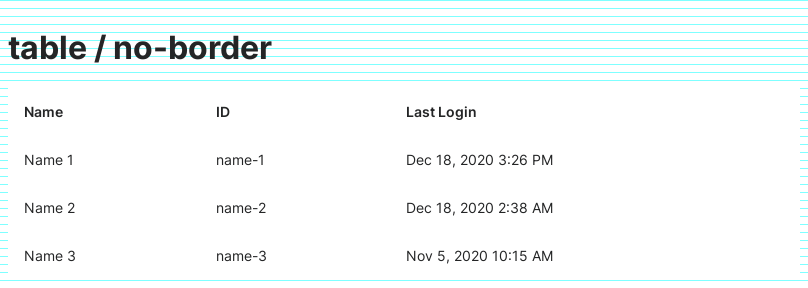 table / no-border
Name ID Last Login
Name 1 name-1 Dec 18, 2020 3:26 PM
Name 2 name-2 Dec 18, 2020 2:38 AM
Name 3 name-3 Nov 5, 2020 10:15 AM